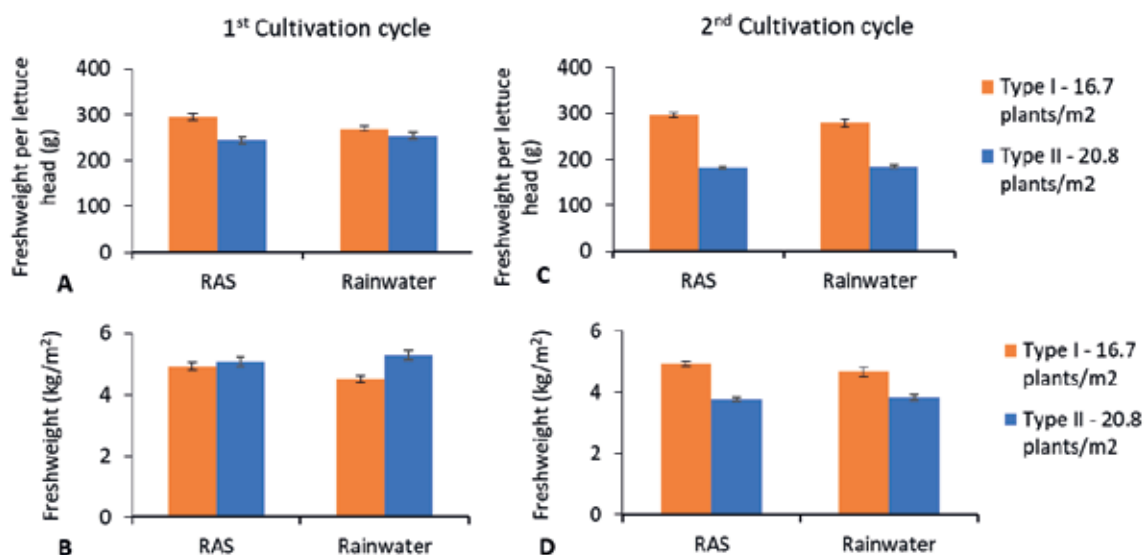 1st Cultivation cycle
2nd Cultivation cycle
Freshweight per lettuce
head (g)
400
300
200
100
0
RAS
Rainwater
A
Freshweight per lettuce
head (g)
400
300
200
100
0
RAS
Rainwater
C
Type I - 16.7
plants/m2
Type II - 20.8
plants/m2
Freshweight (kg/m²)
6
4
2
0
RAS
Rainwater
B
Freshweight (kg/m²)
6
4
2
0
RAS
Rainwater
D
Type I - 16.7
plants/m2
Type II - 20.8
plants/m2